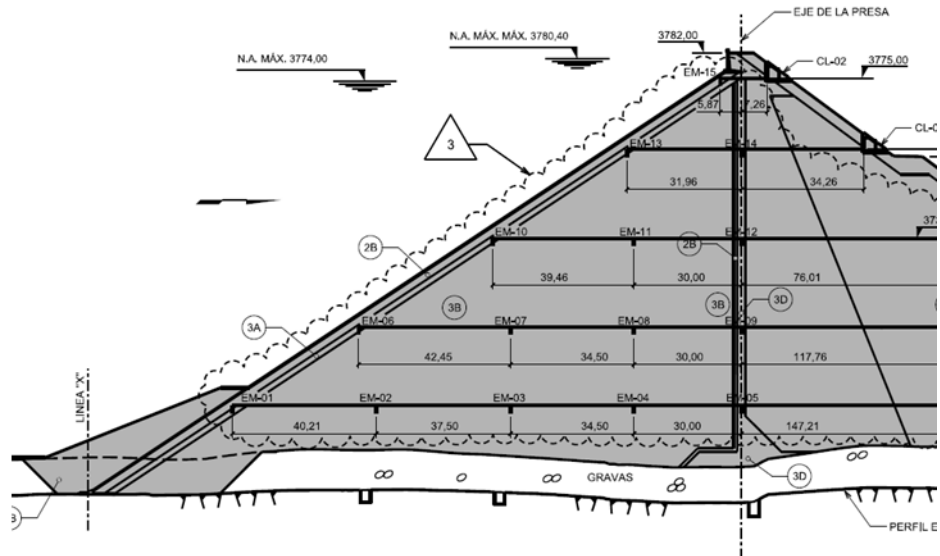 EJE DE LA PRESA
N.A. MÁX. MÁX. 3780,40
3782,00
N.A. MÁX. 3774,00
CL-02
3775,00
EM-15
5,87
7,26
3
EM-13
EM-14
31,96
34,26
EM-10
EM-11
EM-12
2B
2B
39,46
30,00
76,01
3B
3B
3D
3A
EM-06
EM-07
EM-08
EM-09
42,45
34,50
30,00
117,76
LINEA "X"
EM-01
EM-02
EM-03
EM-04
EM-05
40,21
37,50
34,50
30,00
147,21
GRAVAS
3D